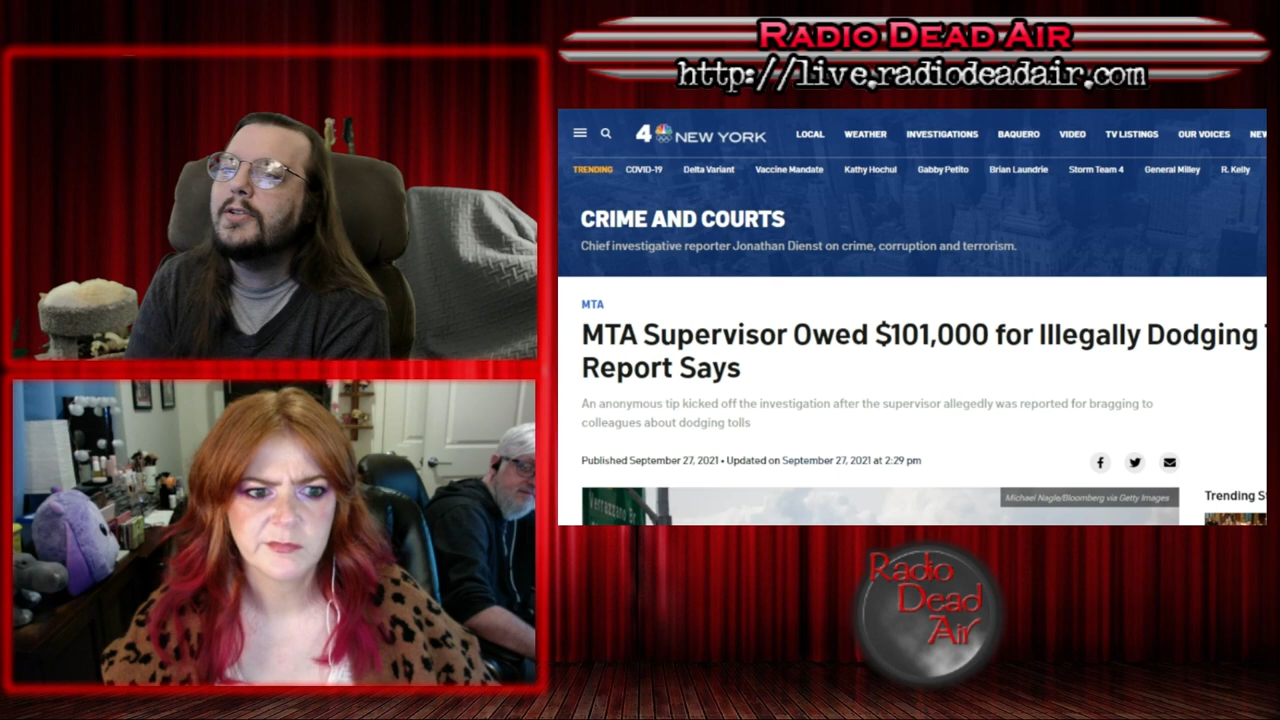 RADIO DEAD AIR
http://live.radiodeadair.com
4 NEW YORK LOCAL WEATHER INVESTIGATIONS BAQUERO VIDEO TV LISTINGS OUR VOICES NEW
TRENDING COVID-19 Delta Variant Vaccine Mandate Kathy Hochul Gabby Petito Brian Laundrie Storm Team 4 General Milley R. Kelly
CRIME AND COURTS
Chief investigative reporter Jonathan Dienst on crime, corruption and terrorism.
MTA
MTA Supervisor Owed $101,000 for Illegally Dodging
Report Says
An anonymous tip kicked off the investigation after the supervisor allegedly was reported for bragging to
colleagues about dodging tolls
Published September 27, 2021 • Updated on September 27, 2021 at 2:29 pm
Michael Nagle/Bloomberg via Getty Images
Trending S
Verrazano Br
Radio
Dead
Air